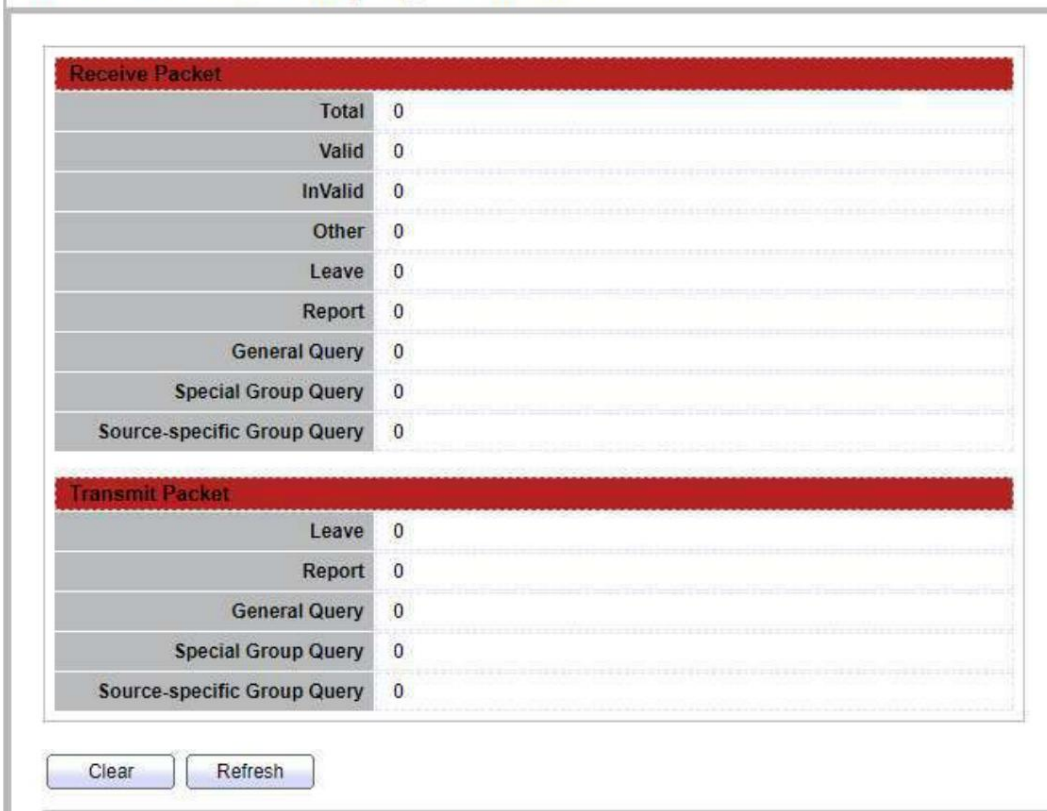 Receive Packet
Total 0
Valid 0
InValid 0
Other 0
Leave 0
Report 0
General Query 0
Special Group Query 0
Source-specific Group Query 0
Transmit Packet
Leave 0
Report 0
General Query 0
Special Group Query 0
Source-specific Group Query 0
Clear Refresh